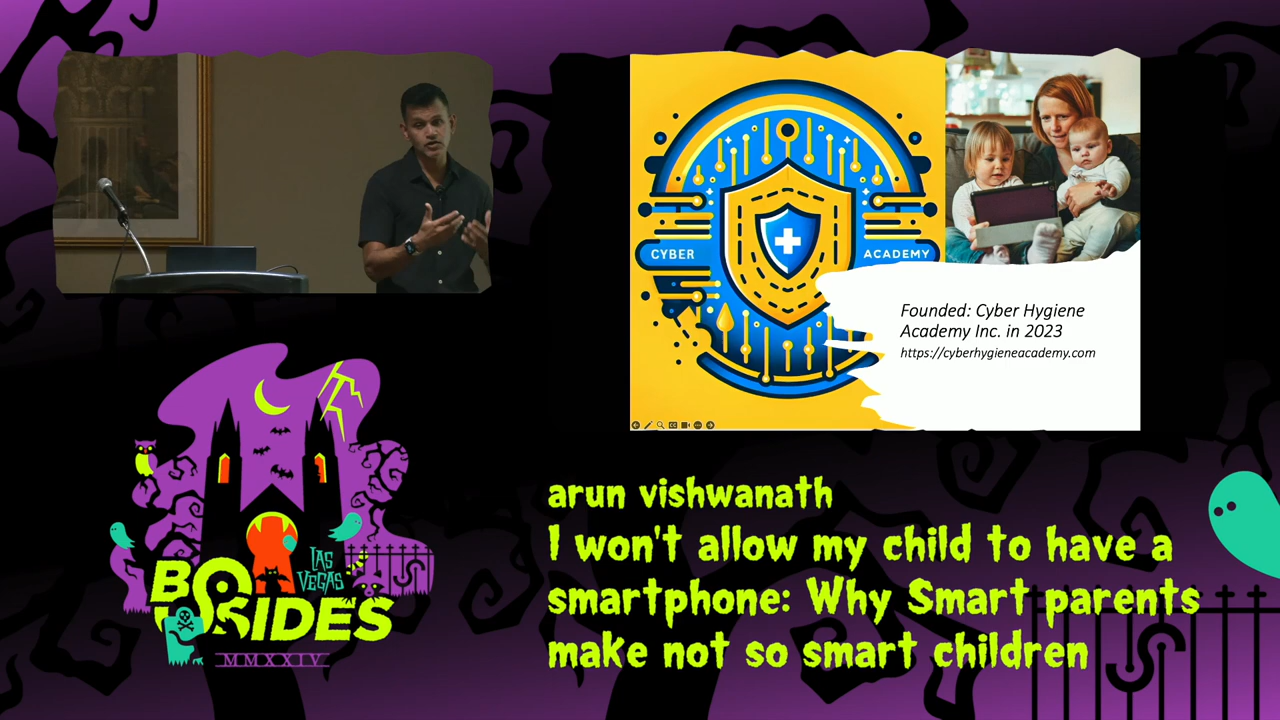 CYBER
ACADEMY
Founded: Cyber Hygiene
Academy Inc. in 2023
https://cyberhygieneacademy.com
BSIDES
LAS
VEGAS
MMXXIV
arun vishwanath
I won't allow my child to have a
smartphone: Why Smart parents
make not so smart children